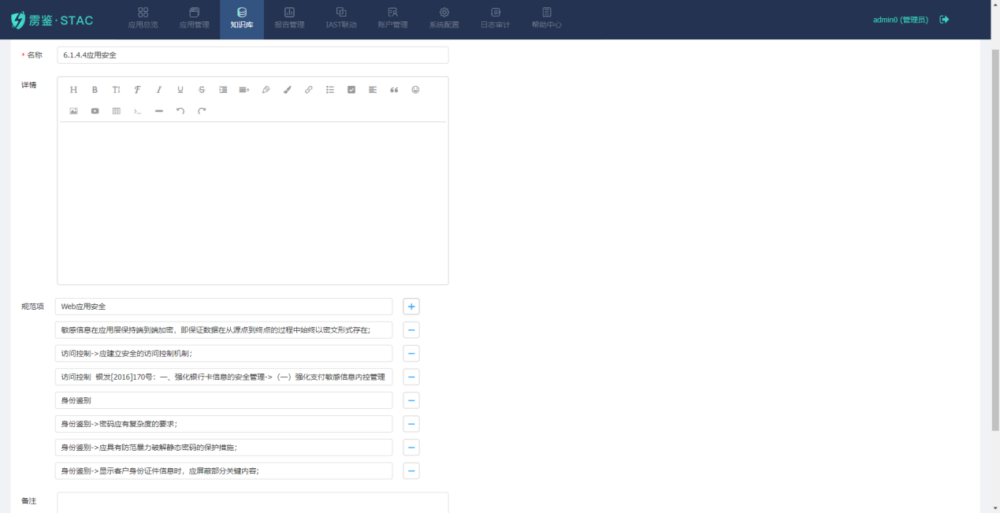 雳鉴·STAC
应用总览 应用管理 知识库 报告管理 IAST联动 账户管理 系统配置 日志审计 帮助中心
admin0 (管理员)
* 名称 6.1.4.4应用安全
详情
规范项 Web应用安全
敏感信息在应用层保持端到端加密，即保证数据在从源点到终点的过程中始终以密文形式存在;
访问控制->应建立安全的访问控制机制;
访问控制 银发[2016]170号：一、强化银行卡信息的安全管理->（一）强化支付敏感信息内控管理
身份鉴别
身份鉴别->密码应有复杂度的要求;
身份鉴别->应具有防范暴力破解静态密码的保护措施;
身份鉴别->显示客户身份证件信息时，应屏蔽部分关键内容;
备注